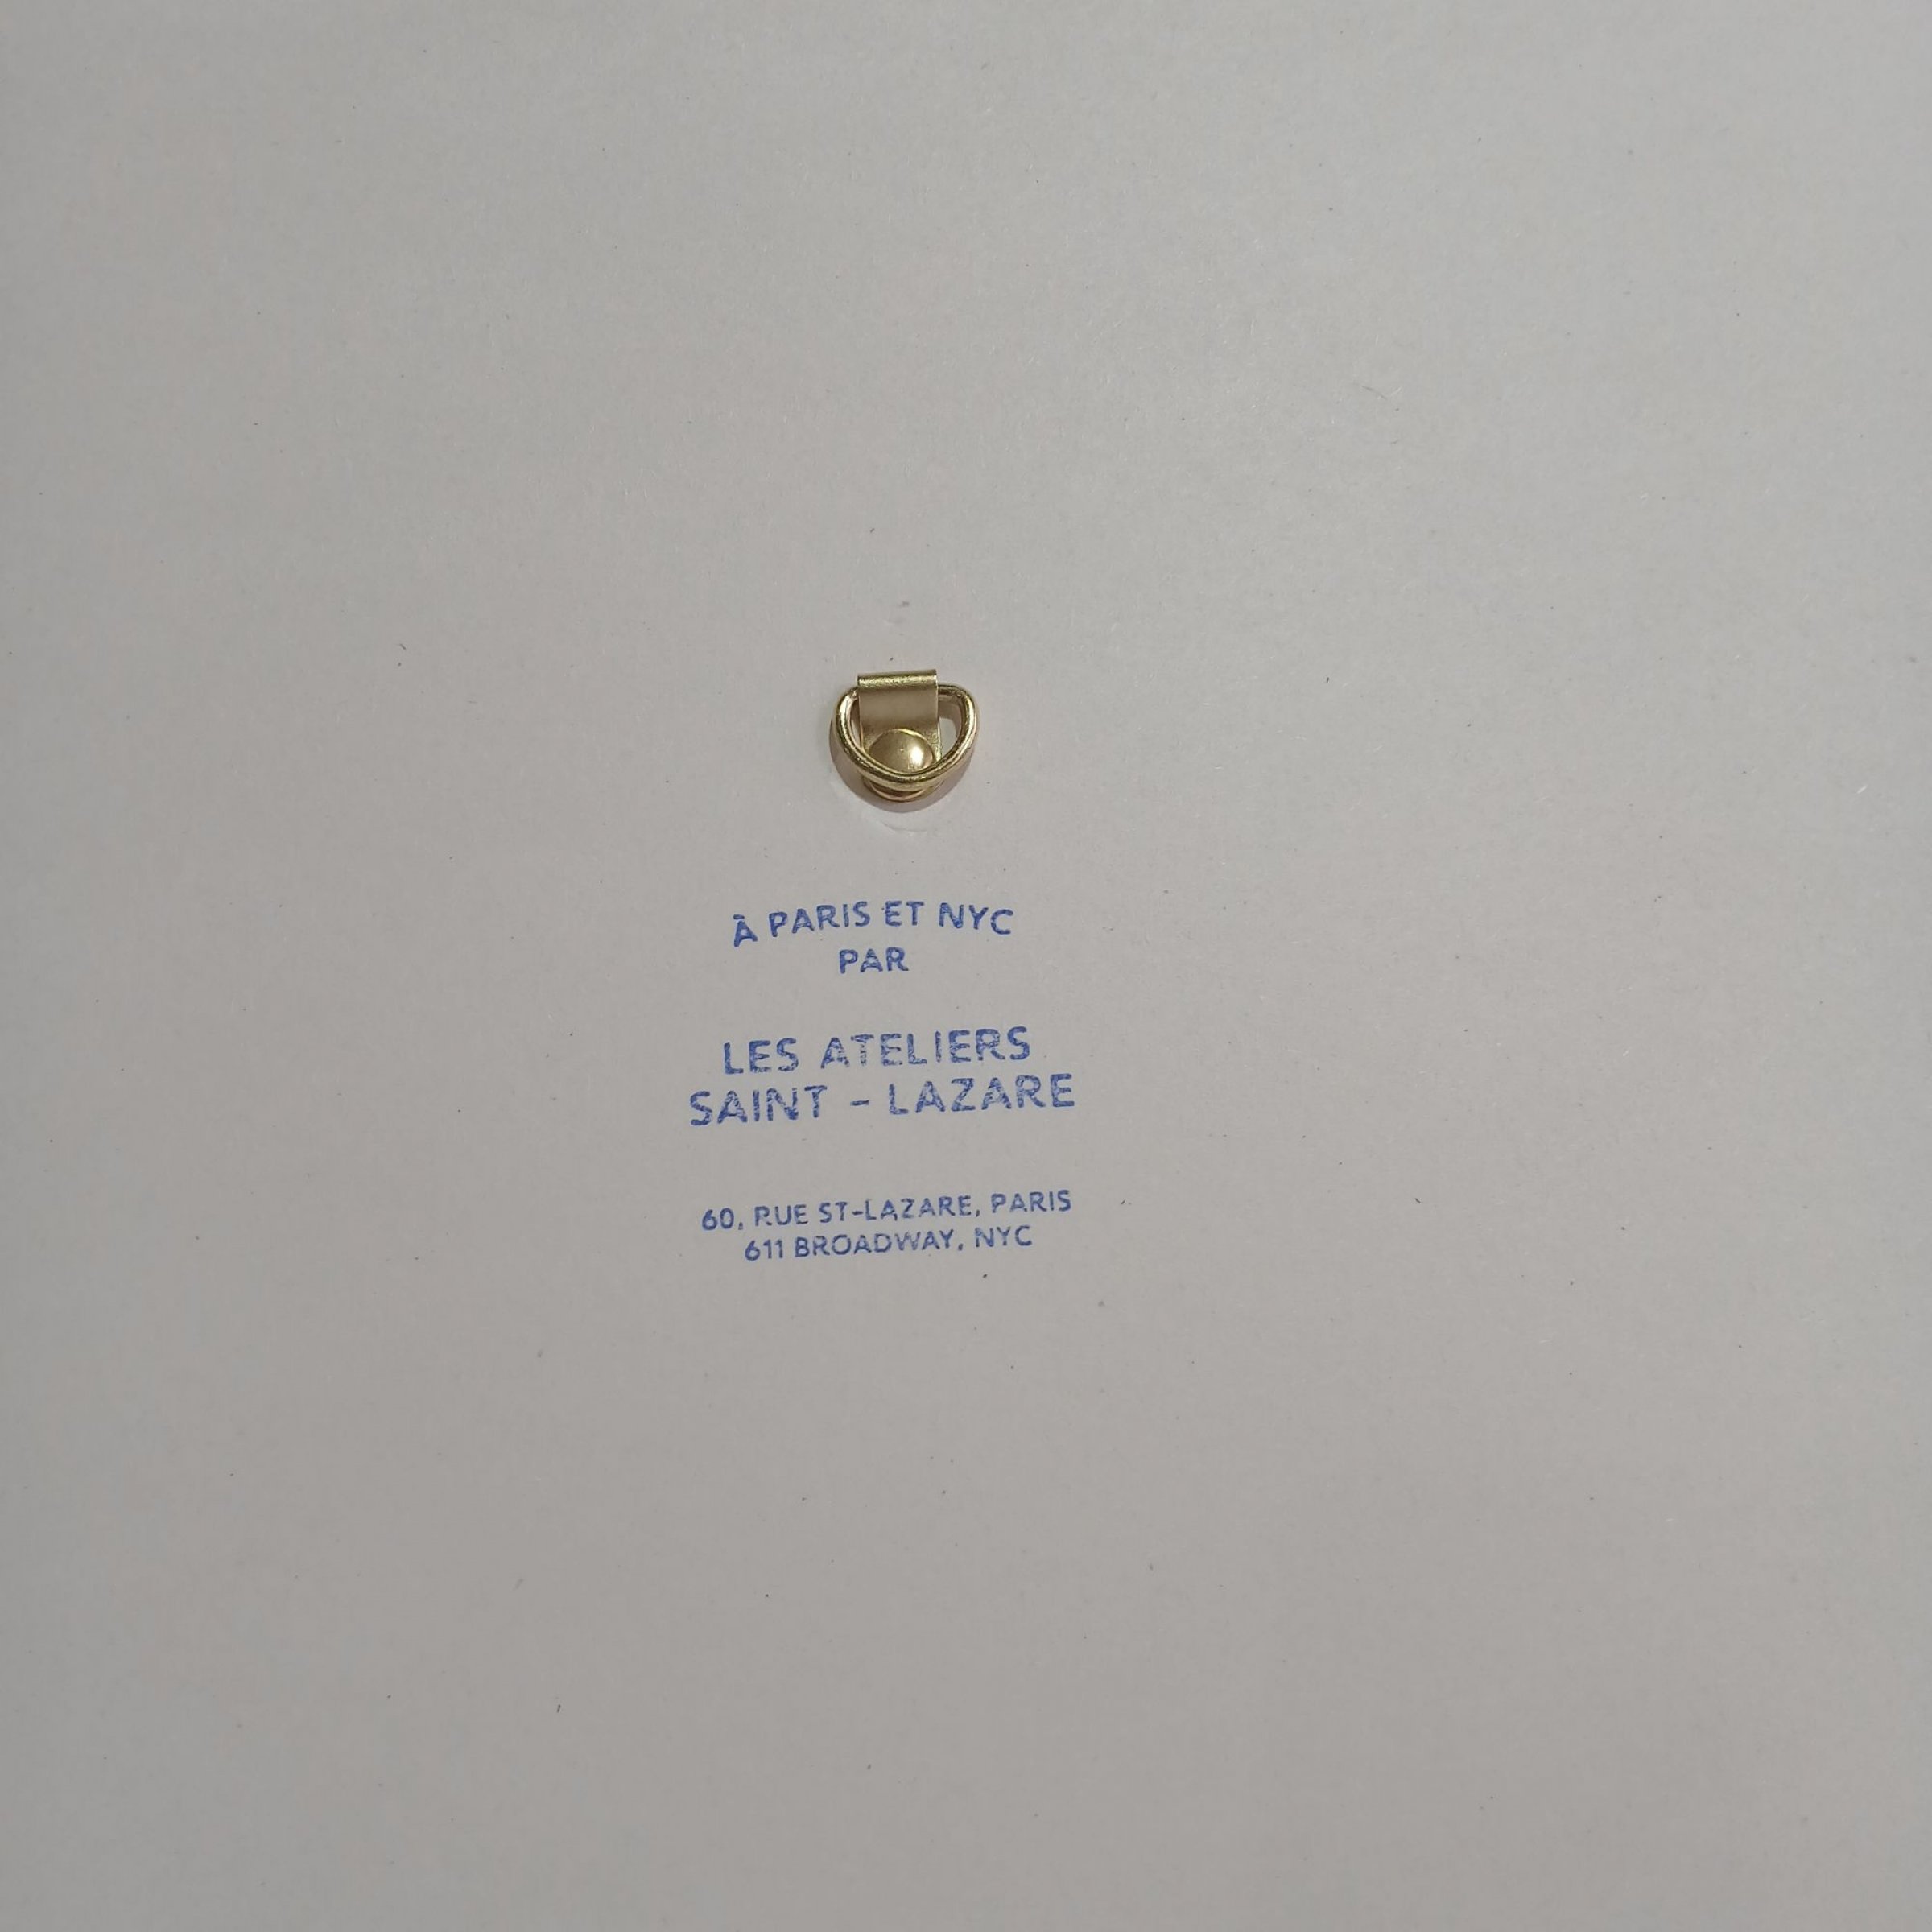 À PARIS ET NYC
PAR
LES ATELIERS
SAINT - LAZARE
60, RUE ST-LAZARE, PARIS
611 BROADWAY, NYC